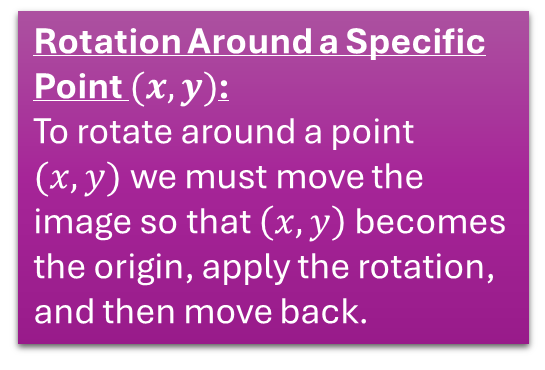 Rotation Around a Specific
Point (x, y):
To rotate around a point
(x, y) we must move the
image so that (x, y) becomes
the origin, apply the rotation,
and then move back.